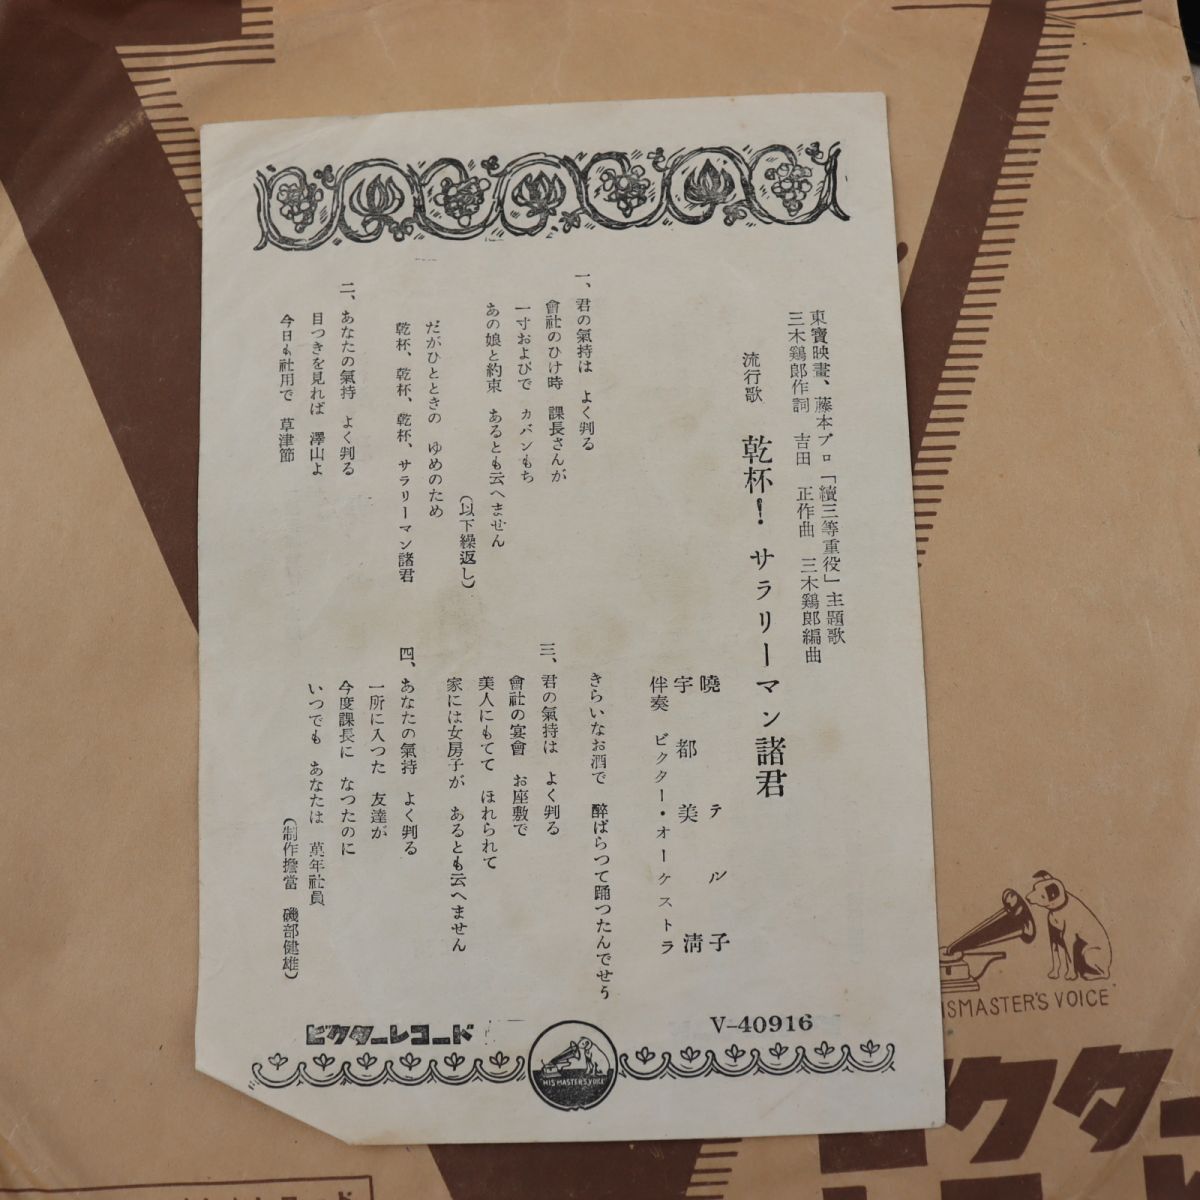 東寶映畫、藤本プロ「續三等重役」主題歌
三木鶏郎作詞 吉田 正作曲 三木鶏郎編曲
流行歌 乾杯! サラリーマン諸君
曉 テル子
宇都美 清
伴奏 ビクター・オーケストラ
一、君の氣持は よく判る
會社のひけ時 課長さんが
一寸およびで カバンもち
あの娘と約束 あるとも云へません
(以下繰返し)
だがひとときの ゆめのため
乾杯、乾杯、乾杯、サラリーマン諸君
二、あなたの氣持 よく判る
目つきを見れば 澤山よ
今日も社用で 草津節
きらいなお酒で 醉ぱらつて踊つたんでせう
三、君の氣持は よく判る
會社の宴會 お座敷で
美人にもてて ほれられて
家には女房子が あるとも云へません
四、あなたの氣持 よく判る
一所に入つた 友達が
今度課長に なつたのに
いつでも あなたは 萬年社員
(制作擔當 磯部健雄)
V-40916
ビクターレコード
"HIS MASTER'S VOICE"
HIS MASTER'S VOICE
ビクター